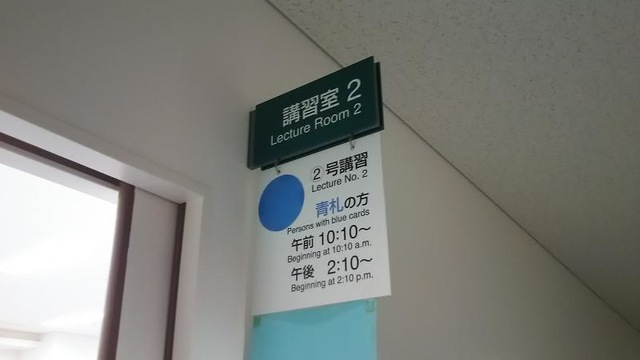 講習室 2
Lecture Room 2
②号講習
Lecture No. 2
青札の方
Persons with blue cards
午前 10:10～
Beginning at 10:10 a.m.
午後 2:10～
Beginning at 2:10 p.m.